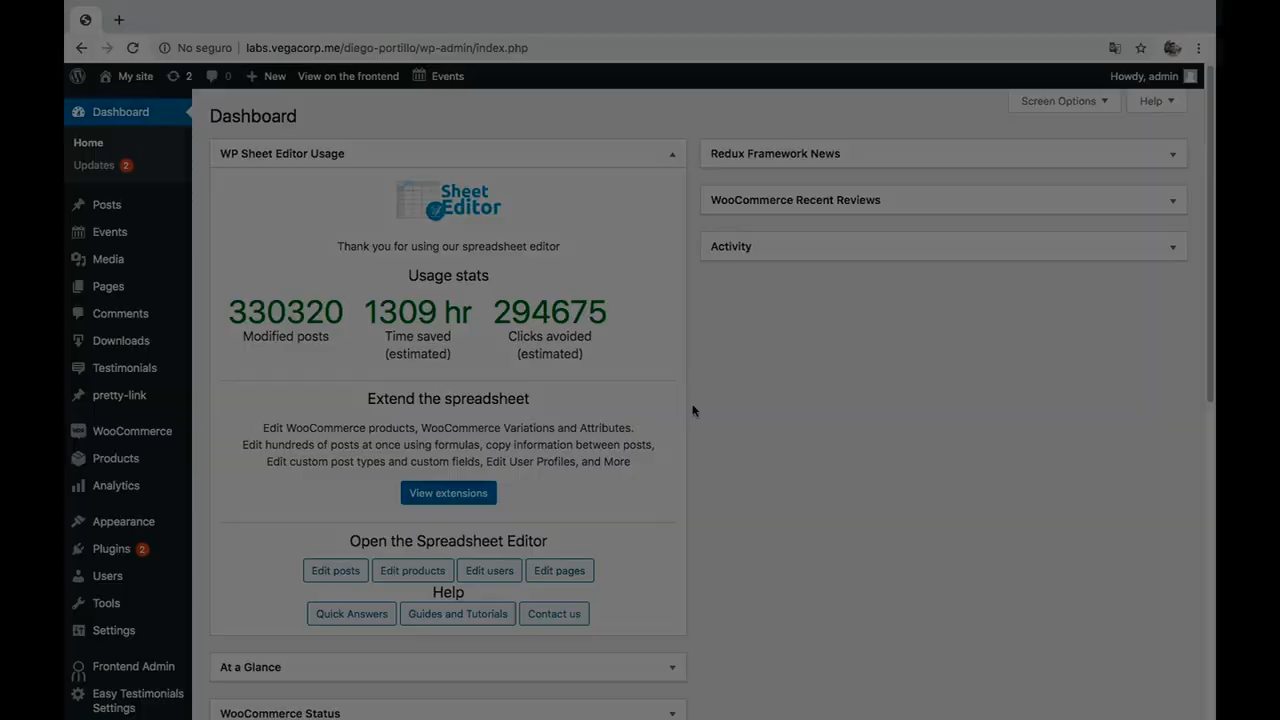 No seguro
labs.vegacorp.me/diego-portillo/wp-admin/index.php
My site
2
0
New
View on the frontend
Events
Howdy, admin
Dashboard
Home
Updates 2
Posts
Events
Media
Pages
Comments
Downloads
Testimonials
pretty-link
WooCommerce
Products
Analytics
Appearance
Plugins 2
Users
Tools
Settings
Frontend Admin
Easy Testimonials
Settings
Screen Options
Help
Dashboard
WP Sheet Editor Usage
Sheet
Editor
Thank you for using our spreadsheet editor
Usage stats
330320 1309 hr 294675
Modified posts Time saved Clicks avoided
(estimated) (estimated)
Extend the spreadsheet
Edit WooCommerce products, WooCommerce Variations and Attributes.
Edit hundreds of posts at once using formulas, copy information between posts,
Edit custom post types and custom fields, Edit User Profiles, and More
View extensions
Open the Spreadsheet Editor
Edit posts Edit products Edit users Edit pages
Help
Quick Answers Guides and Tutorials Contact us
At a Glance
WooCommerce Status
Redux Framework News
WooCommerce Recent Reviews
Activity